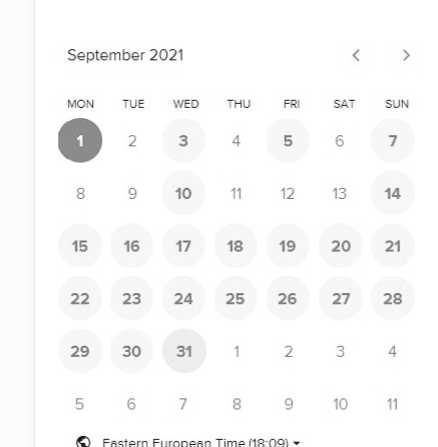 September 2021
MON TUE WED THU FRI SAT SUN
1 2 3 4 5 6 7
8 9 10 11 12 13 14
15 16 17 18 19 20 21
22 23 24 25 26 27 28
29 30 31 1 2 3 4
5 6 7 8 9 10 11
Eastern European Time (18:09)